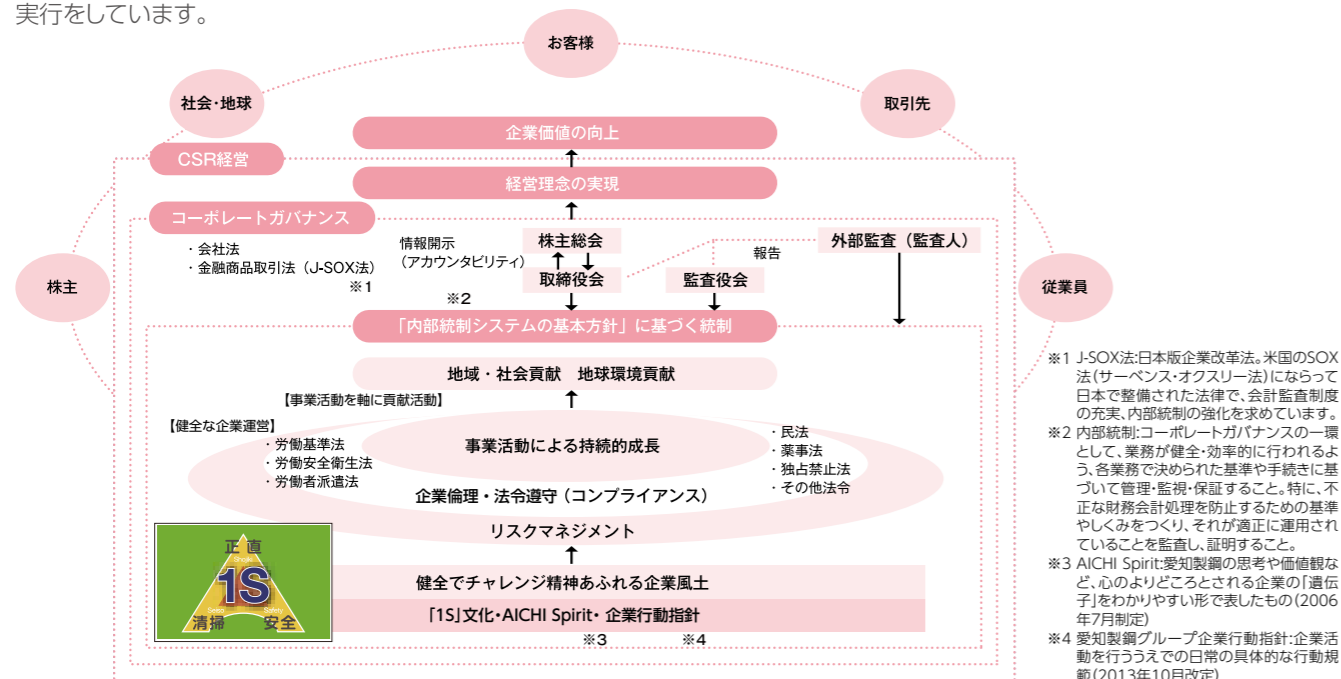 実行をしています。
お客様
社会・地球
取引先
企業価値の向上
CSR経営
経営理念の実現
コーポレートガバナンス
・会社法
・金融商品取引法（J-SOX法）
※1
情報開示
（アカウンタビリティ）
※2
株主総会
取締役会
監査役会
報告
外部監査（監査人）
株主
従業員
「内部統制システムの基本方針」に基づく統制
地域・社会貢献　地球環境貢献
【事業活動を軸に貢献活動】
【健全な企業運営】
・労働基準法
・労働安全衛生法
・労働者派遣法
事業活動による持続的成長
・民法
・薬事法
・独占禁止法
・その他法令
企業倫理・法令遵守（コンプライアンス）
リスクマネジメント
正直
Shojiki
1S
Seiso
Safety
清掃
安全
健全でチャレンジ精神あふれる企業風土
「1S」文化・AICHI Spirit・ 企業行動指針
※3
※4
※1 J-SOX法:日本版企業改革法。米国のSOX
法（サーベンス・オクスリー法）にならって
日本で整備された法律で、会計監査制度
の充実、内部統制の強化を求めています。
※2 内部統制:コーポレートガバナンスの一環
として、業務が健全・効率的に行われるよ
う、各業務で決められた基準や手続きに基
づいて管理・監視・保証すること。特に、不
正な財務会計処理を防止するための基準
やしくみをつくり、それが適正に運用され
ていることを監査し、証明すること。
※3 AICHI Spirit:愛知製鋼の思考や価値観な
ど、心のよりどころとされる企業の「遺伝
子」をわかりやすい形で表したもの（2006
年7月制定）
※4 愛知製鋼グループ企業行動指針:企業活
動を行ううえでの日常の具体的な行動規
範（2013年10月改定）